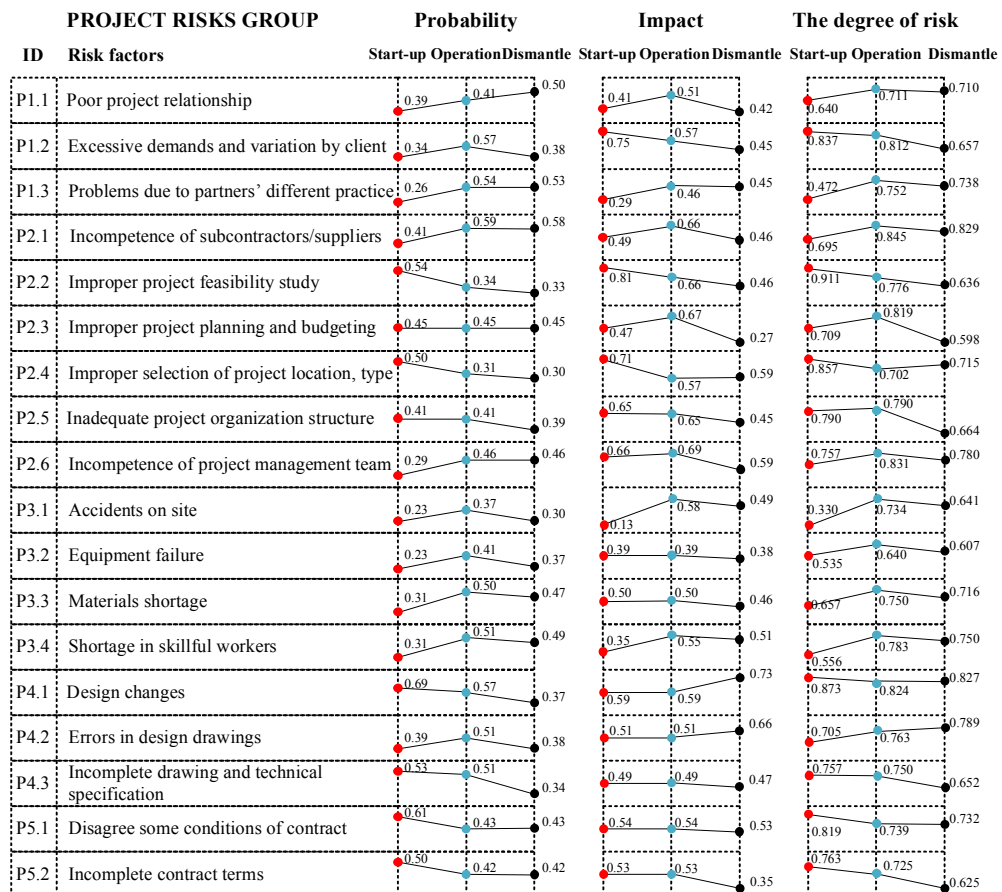 PROJECT RISKS GROUP Probability Impact The degree of risk
ID Risk factors Start-up Operation Dismantle Start-up Operation Dismantle Start-up Operation Dismantle
P1.1 Poor project relationship 0.39 0.41 0.50 0.41 0.51 0.42 0.640 0.711 0.710
P1.2 Excessive demands and variation by client 0.34 0.57 0.38 0.75 0.57 0.45 0.837 0.812 0.657
P1.3 Problems due to partners’ different practice 0.26 0.54 0.53 0.29 0.46 0.45 0.472 0.752 0.738
P2.1 Incompetence of subcontractors/suppliers 0.41 0.59 0.58 0.49 0.66 0.46 0.695 0.845 0.829
P2.2 Improper project feasibility study 0.54 0.34 0.33 0.81 0.66 0.46 0.911 0.776 0.636
P2.3 Improper project planning and budgeting 0.45 0.45 0.45 0.47 0.67 0.27 0.709 0.819 0.598
P2.4 Improper selection of project location, type 0.50 0.31 0.30 0.71 0.57 0.59 0.857 0.702 0.715
P2.5 Inadequate project organization structure 0.41 0.41 0.39 0.65 0.65 0.45 0.790 0.790 0.664
P2.6 Incompetence of project management team 0.29 0.46 0.46 0.66 0.69 0.59 0.757 0.831 0.780
P3.1 Accidents on site 0.23 0.37 0.30 0.13 0.58 0.49 0.330 0.734 0.641
P3.2 Equipment failure 0.23 0.41 0.37 0.39 0.39 0.38 0.535 0.640 0.607
P3.3 Materials shortage 0.31 0.50 0.47 0.50 0.50 0.46 0.657 0.750 0.716
P3.4 Shortage in skillful workers 0.31 0.51 0.49 0.35 0.55 0.51 0.556 0.783 0.750
P4.1 Design changes 0.69 0.57 0.37 0.59 0.59 0.73 0.873 0.824 0.827
P4.2 Errors in design drawings 0.39 0.51 0.38 0.51 0.51 0.66 0.705 0.763 0.789
P4.3 Incomplete drawing and technical
specification 0.53 0.51 0.34 0.49 0.49 0.47 0.757 0.750 0.652
P5.1 Disagree some conditions of contract 0.61 0.43 0.43 0.54 0.54 0.53 0.819 0.739 0.732
P5.2 Incomplete contract terms 0.50 0.42 0.42 0.53 0.53 0.35 0.763 0.725 0.625